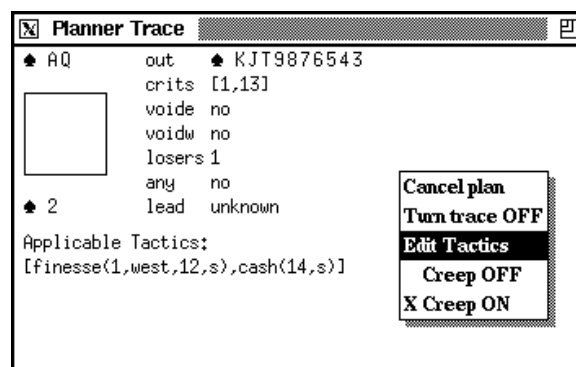 X Planner Trace
♠ AQ out ♠ KJT9876543
crits [1,13]
voide no
voidw no
losers 1
any no
♠ 2 lead unknown
Applicable Tactics:
[finesse(1,west,12,s),cash(14,s)]
Cancel plan
Turn trace OFF
Edit Tactics
Creep OFF
X Creep ON